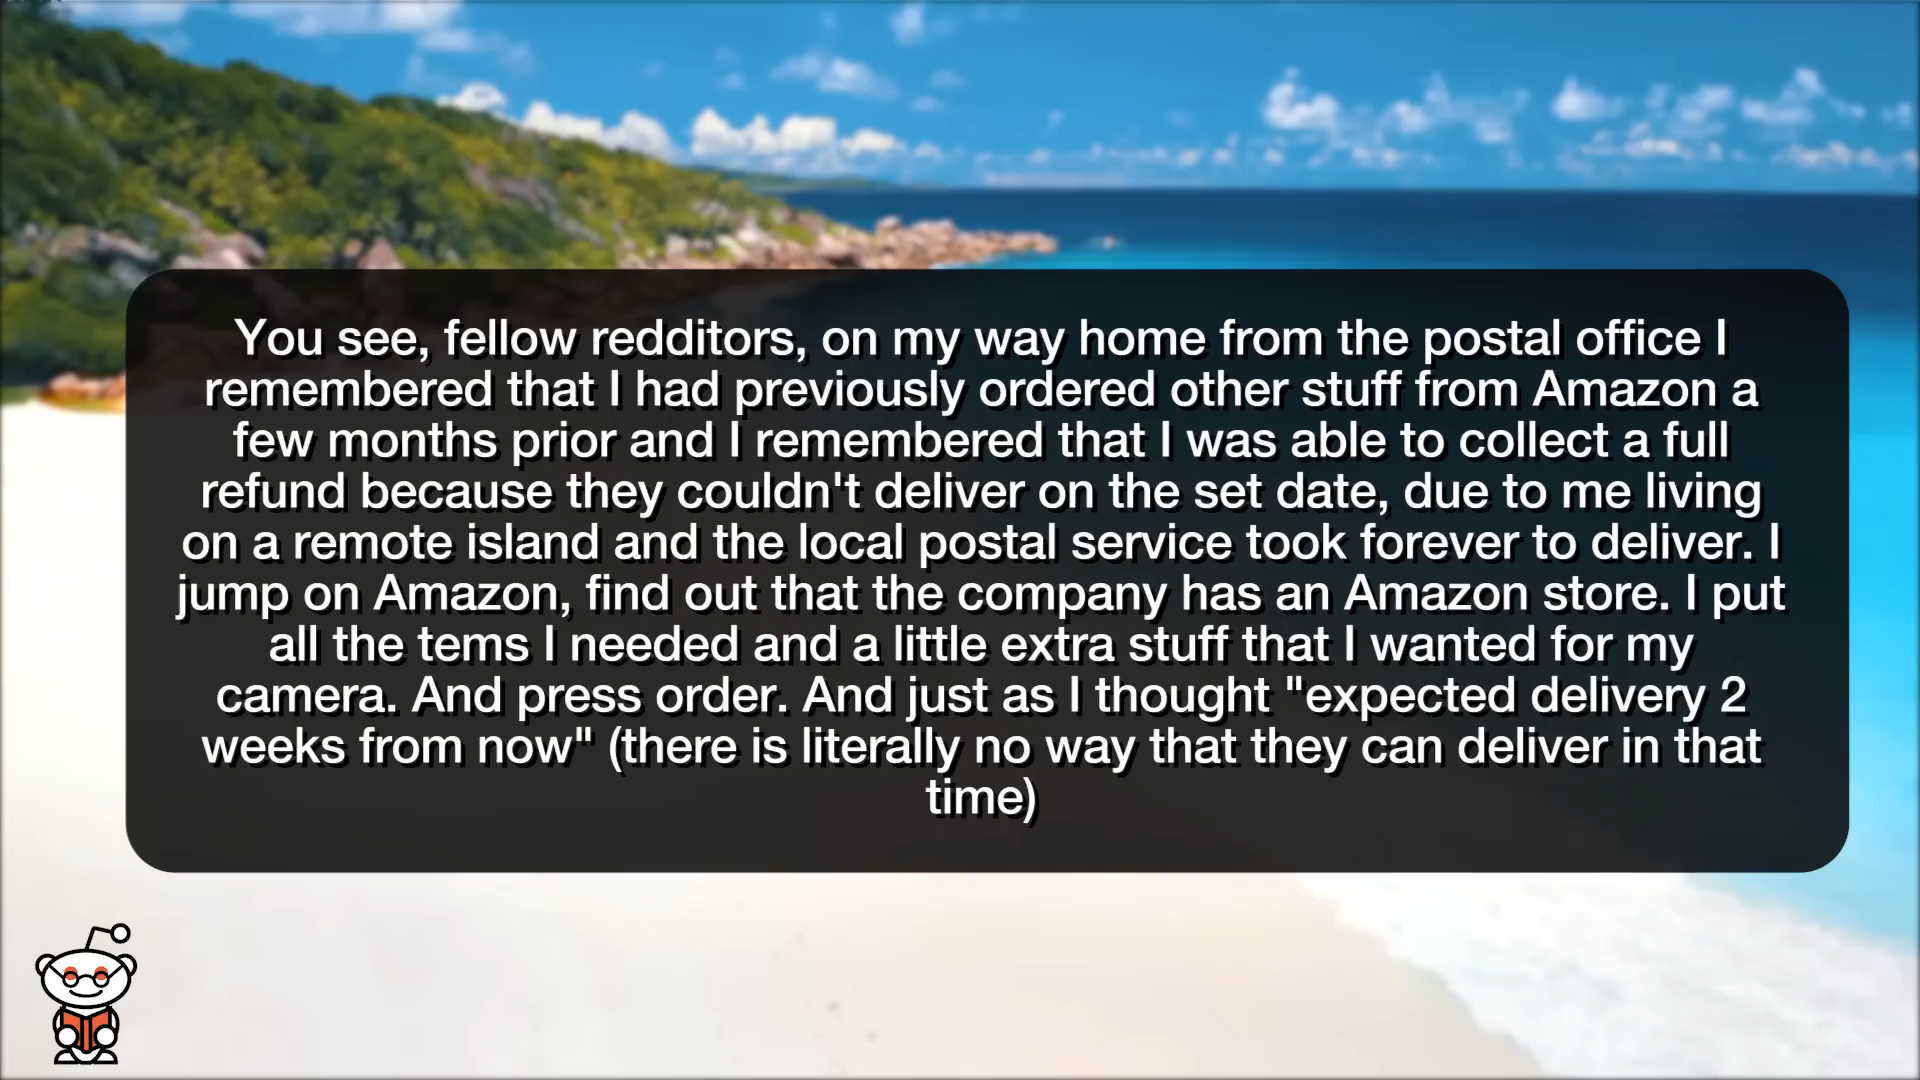 You see, fellow redditors, on my way home from the postal office I
remembered that I had previously ordered other stuff from Amazon a
few months prior and I remembered that I was able to collect a full
refund because they couldn't deliver on the set date, due to me living
on a remote island and the local postal service took forever to deliver. I
jump on Amazon, find out that the company has an Amazon store. I put
all the tems I needed and a little extra stuff that I wanted for my
camera. And press order. And just as I thought "expected delivery 2
weeks from now" (there is literally no way that they can deliver in that
time)